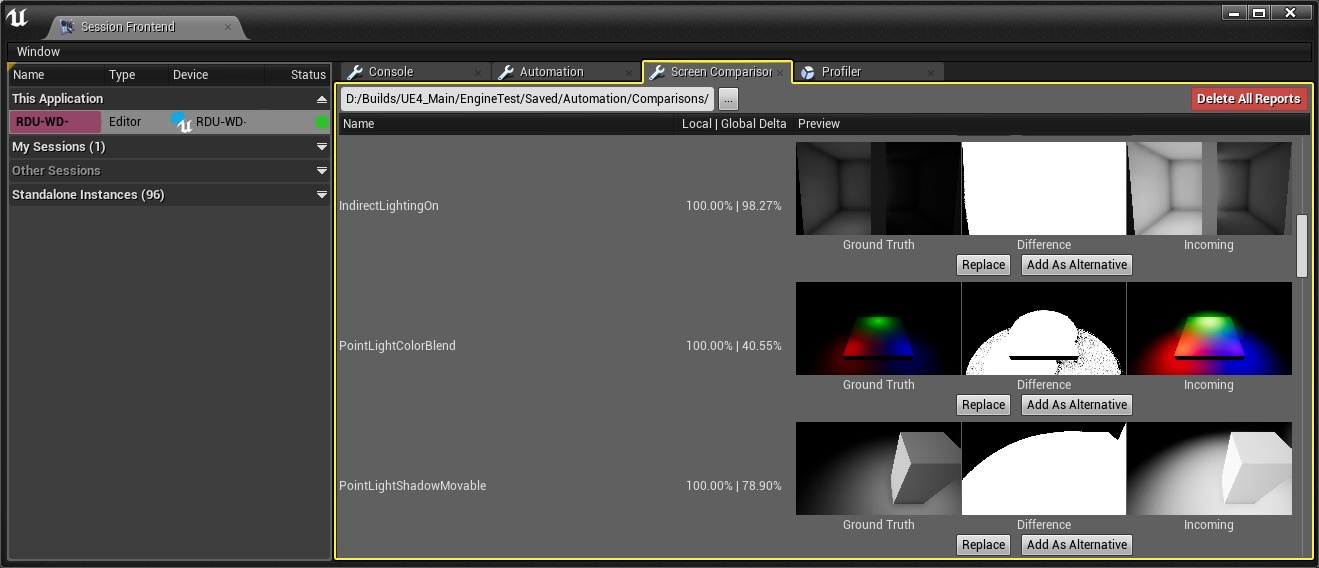 Session Frontend
Window
Name Type Device Status
This Application
RDU-WD- Editor RDU-WD-
My Sessions (1)
Other Sessions
Standalone Instances (96)
Console Automation Screen Comparison Profiler
D:/Builds/UE4_Main/EngineTest/Saved/Automation/Comparisons/ ... Delete All Reports
Name Local | Global Delta Preview
IndirectLightingOn 100.00% | 98.27%
Ground Truth Difference Incoming
Replace Add As Alternative
PointLightColorBlend 100.00% | 40.55%
Ground Truth Difference Incoming
Replace Add As Alternative
PointLightShadowMovable 100.00% | 78.90%
Ground Truth Difference Incoming
Replace Add As Alternative